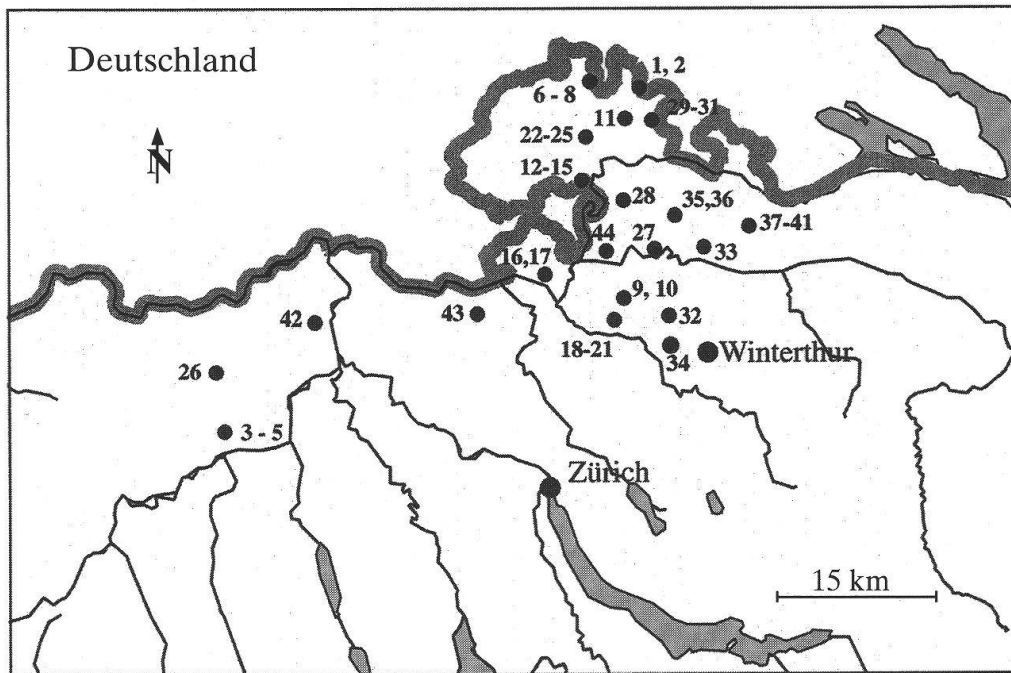 Deutschland
1, 2
6 - 8
29-31
11
22-25
N
12-15
28
35,36
37-41
44
27
33
16,17
9, 10
42
43
32
18-21
34
Winterthur
26
3 - 5
Zürich
15 km